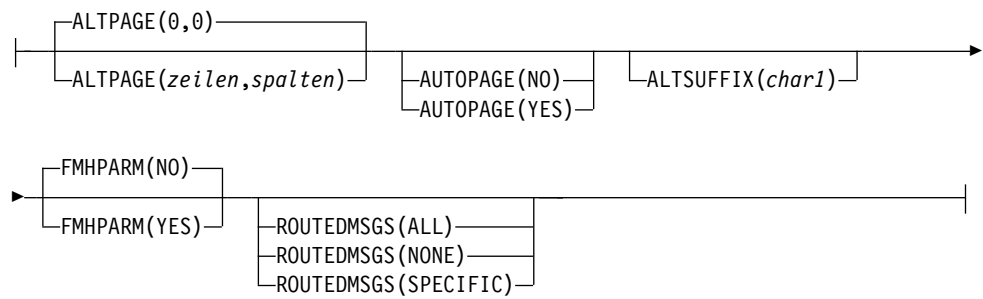 ALTPAGE(0,0)
ALTPAGE(zeilen,spalten)
AUTOPAGE(NO)
AUTOPAGE(YES)
ALTSUFFIX(char1)
FMHPARM(NO)
FMHPARM(YES)
ROUTEDMSGS(ALL)
ROUTEDMSGS(NONE)
ROUTEDMSGS(SPECIFIC)